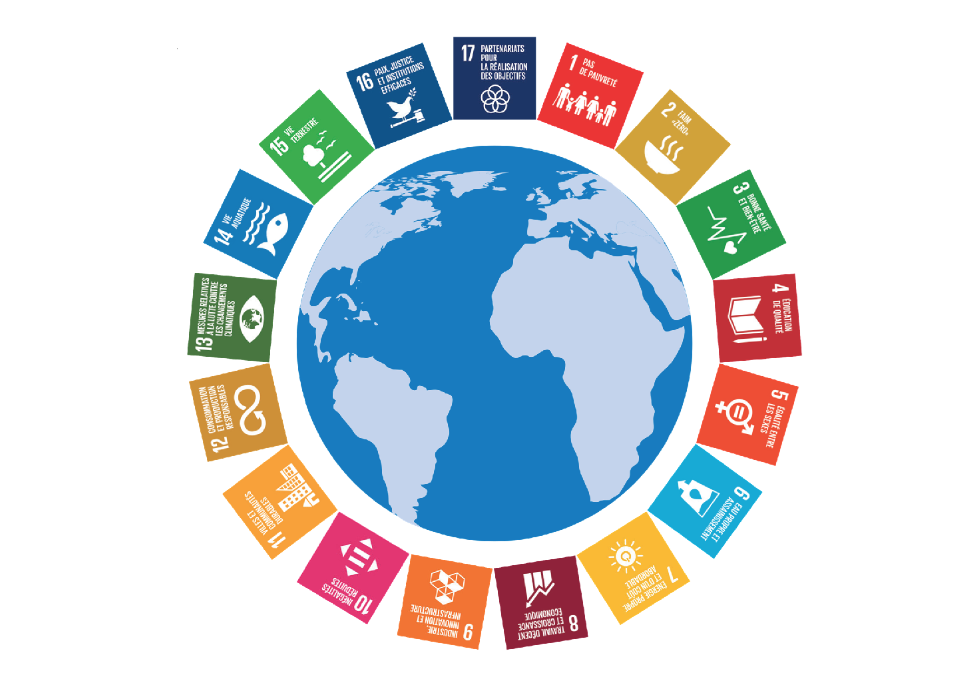 1 PAS
DE PAUVRETÉ
2 FAIM
«ZÉRO»
3 BONNE SANTÉ
ET BIEN-ÊTRE
4 ÉDUCATION
DE QUALITÉ
5 ÉGALITÉ ENTRE
LES SEXES
6 EAU PROPRE ET
ASSAINISSEMENT
7 ÉNERGIE PROPRE
ET D'UN COÛT
ABORDABLE
8 TRAVAIL DÉCENT
ET CROISSANCE
ÉCONOMIQUE
9 INDUSTRIE,
INNOVATION ET
INFRASTRUCTURE
10 INÉGALITÉS
RÉDUITES
11 VILLES ET
COMMUNAUTÉS
DURABLES
12 CONSOMMATION
ET PRODUCTION
RESPONSABLES
13 MESURES RELATIVES
À LA LUTTE CONTRE
LES CHANGEMENTS
CLIMATIQUES
14 VIE
AQUATIQUE
15 VIE
TERRESTRE
16 PAIX, JUSTICE
ET INSTITUTIONS
EFFICACES
17 PARTENARIATS
POUR
LA RÉALISATION
DES OBJECTIFS